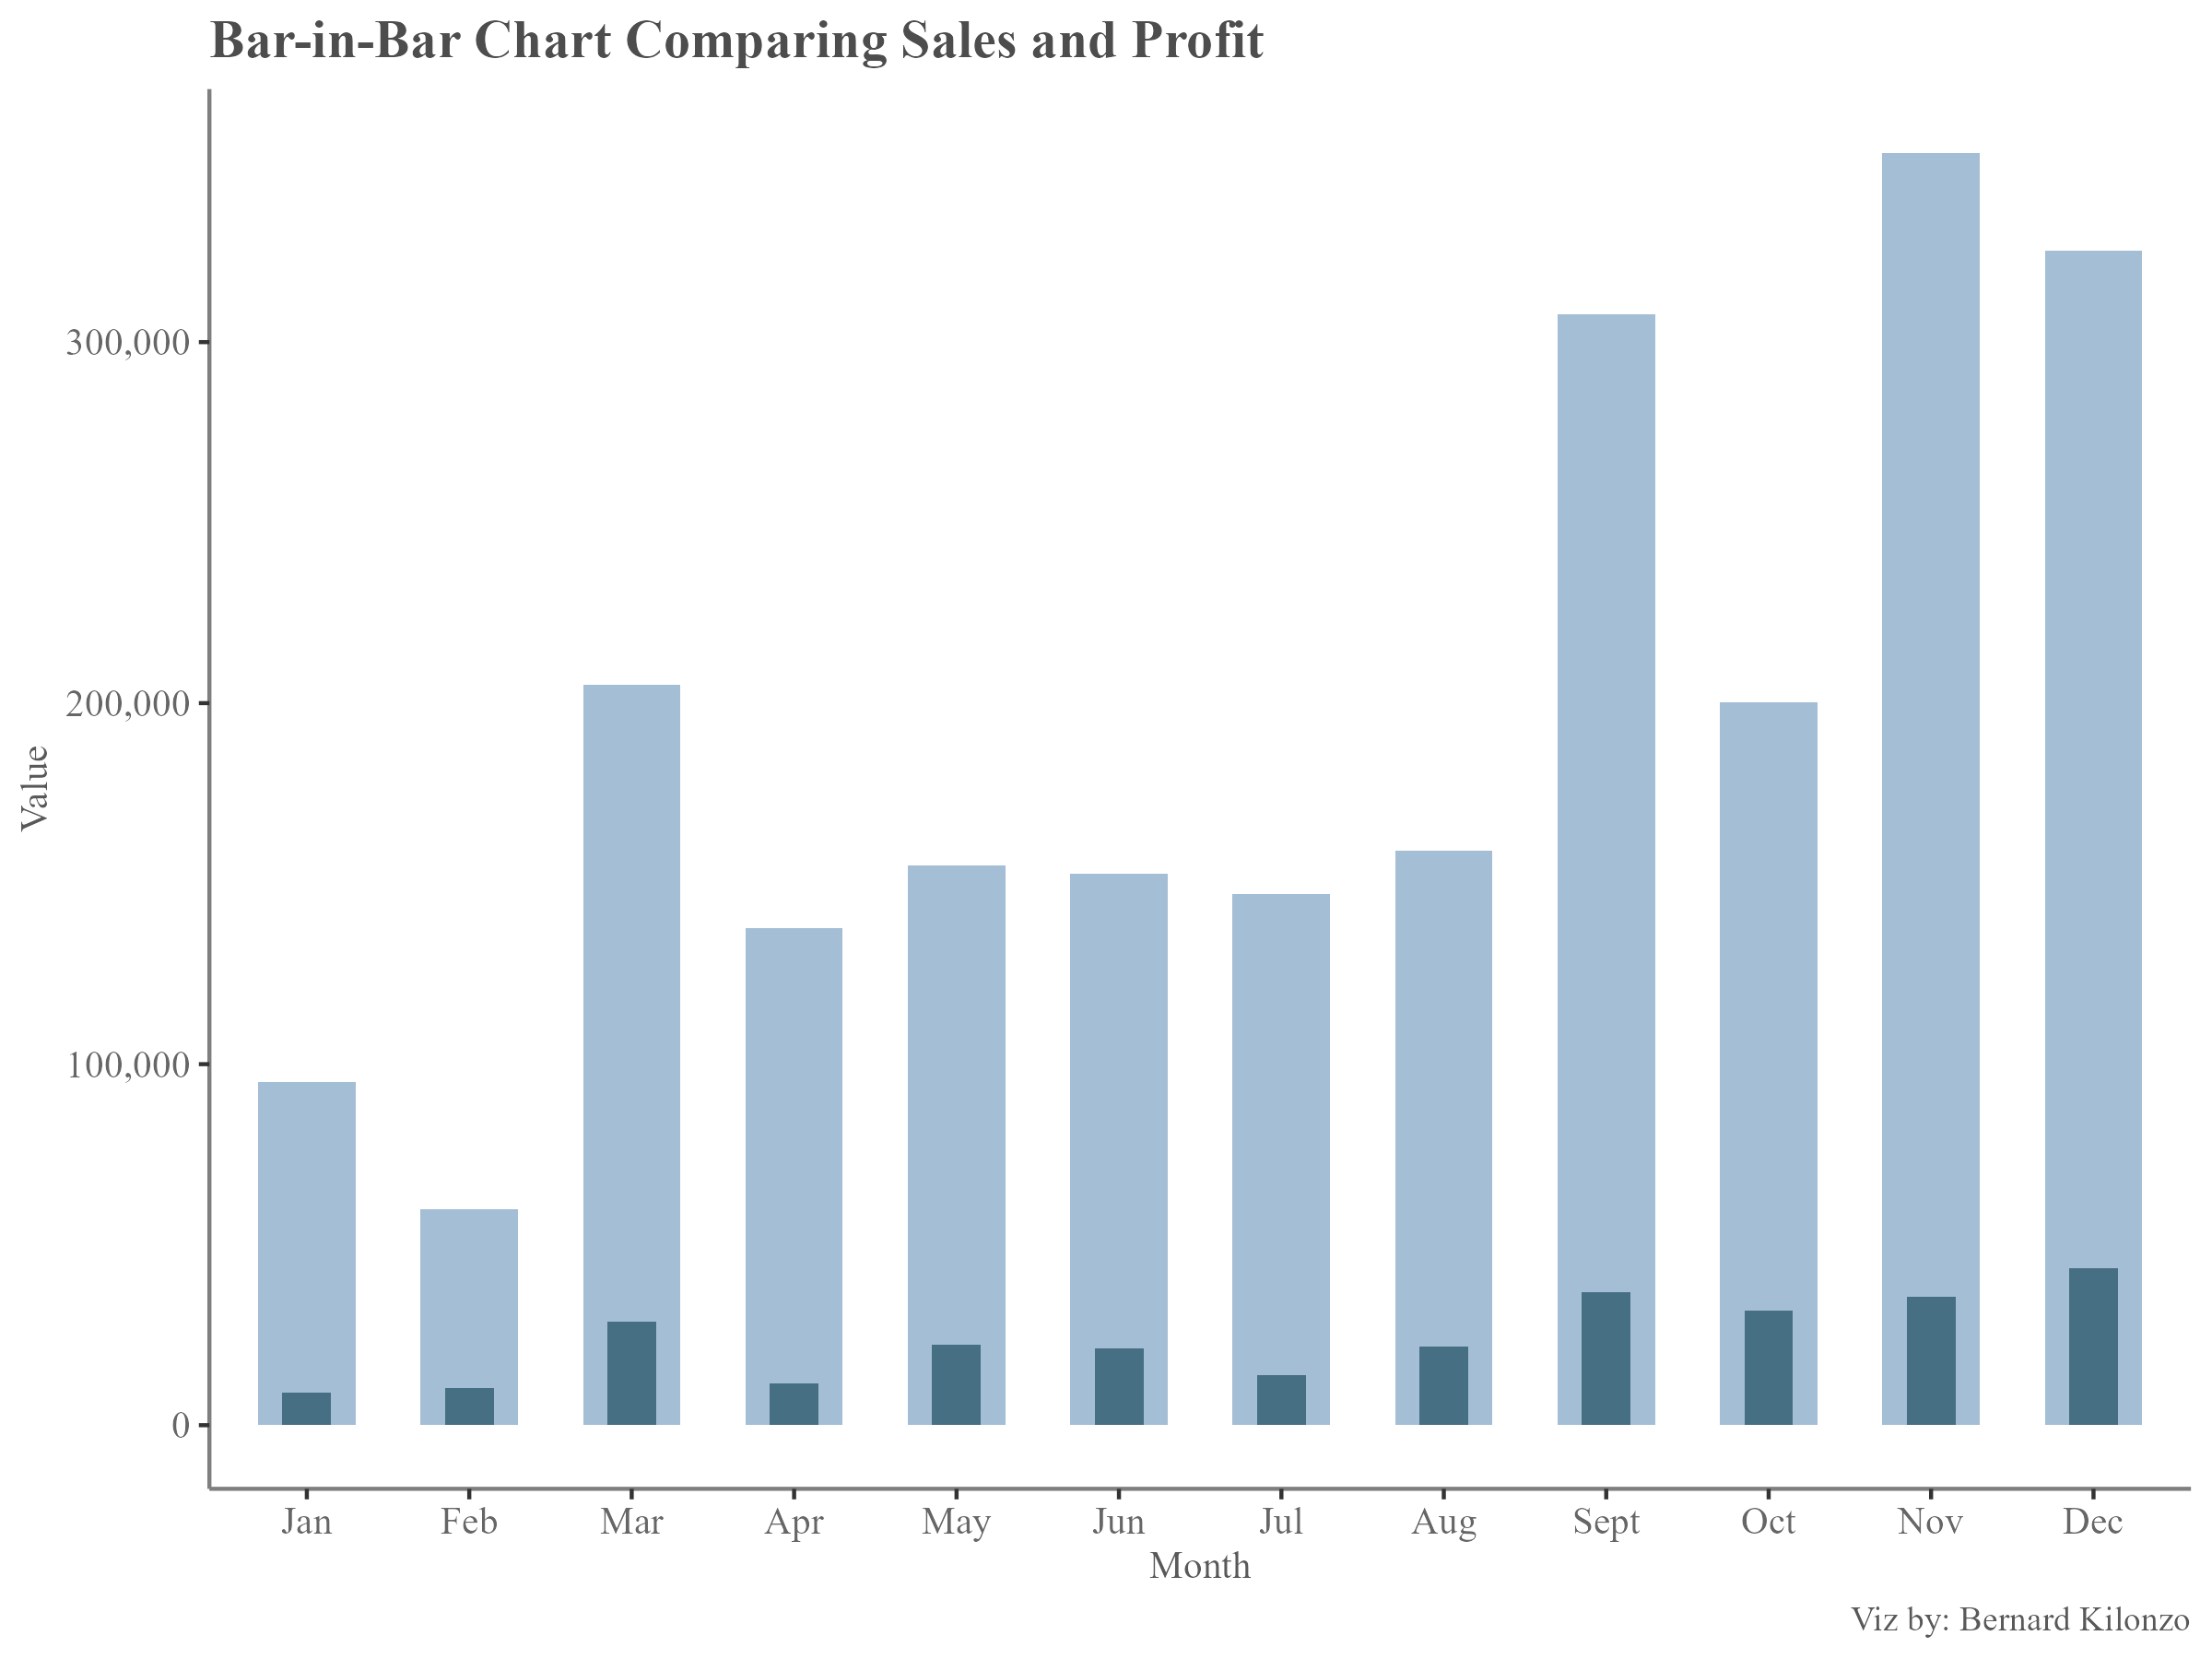 Bar-in-Bar Chart Comparing Sales and Profit
300,000
200,000
100,000
0
Value
Jan Feb Mar Apr May Jun Jul Aug Sept Oct Nov Dec
Month
Viz by: Bernard Kilonzo